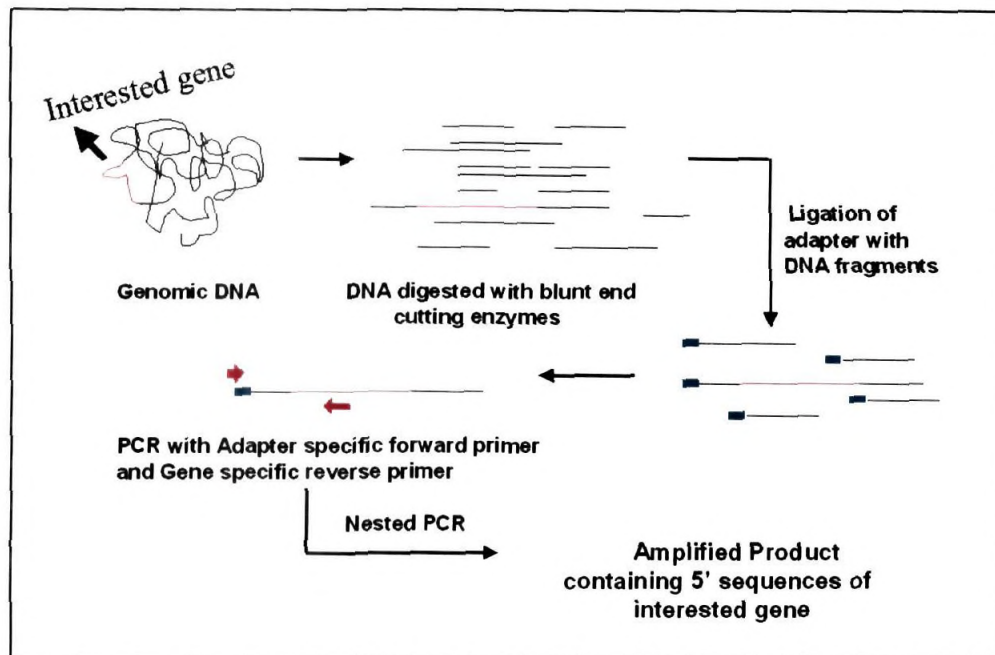 Interested gene
Genomic DNA
DNA digested with blunt end
cutting enzymes
Ligation of
adapter with
DNA fragments
PCR with Adapter specific forward primer
and Gene specific reverse primer
Nested PCR
Amplified Product
containing 5' sequences of
interested gene